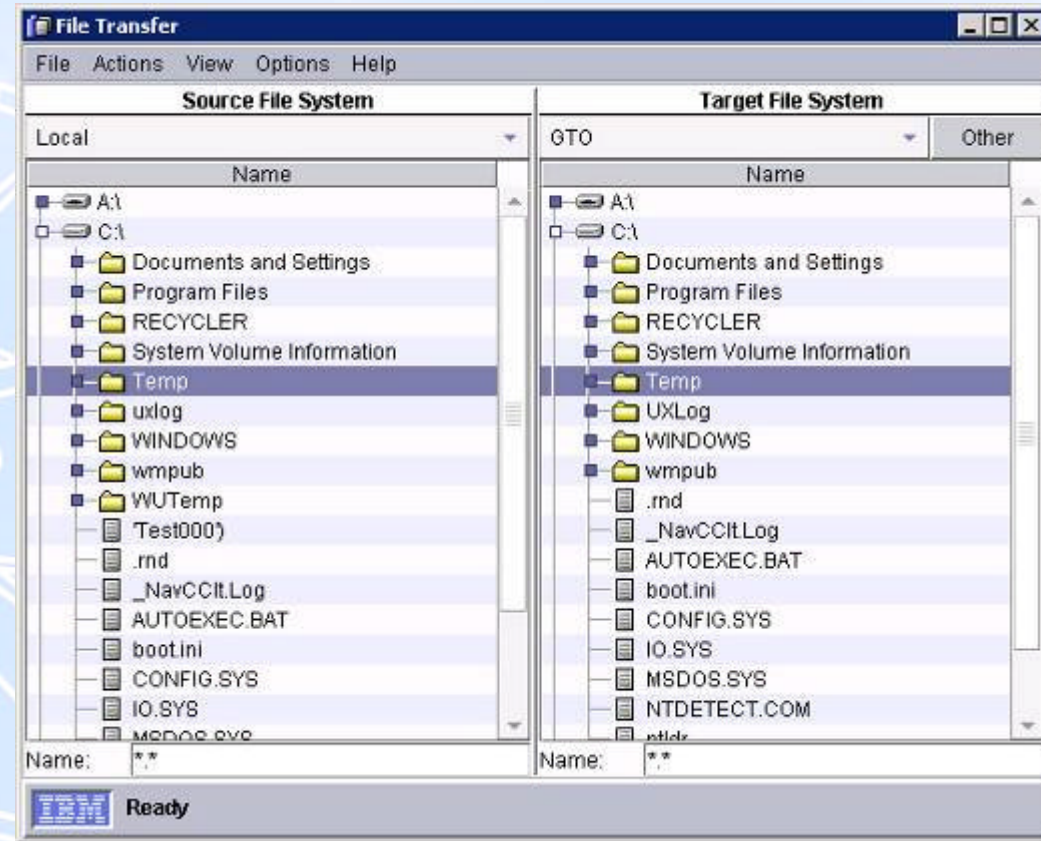 File Transfer
File Actions View Options Help
Source File System
Local
Name
A:\
C:\
Documents and Settings
Program Files
RECYCLER
System Volume Information
Temp
uxlog
WINDOWS
wmpub
WUTemp
'Test000')
.rnd
_NavCClt.Log
AUTOEXEC.BAT
boot.ini
CONFIG.SYS
IO.SYS
MSDOS.SYS
Name: *.*
Target File System
GTO Other
Name
A:\
C:\
Documents and Settings
Program Files
RECYCLER
System Volume Information
Temp
UXLog
WINDOWS
wmpub
.rnd
_NavCClt.Log
AUTOEXEC.BAT
boot.ini
CONFIG.SYS
IO.SYS
MSDOS.SYS
NTDETECT.COM
ntldr
Name: *.*
IBM Ready